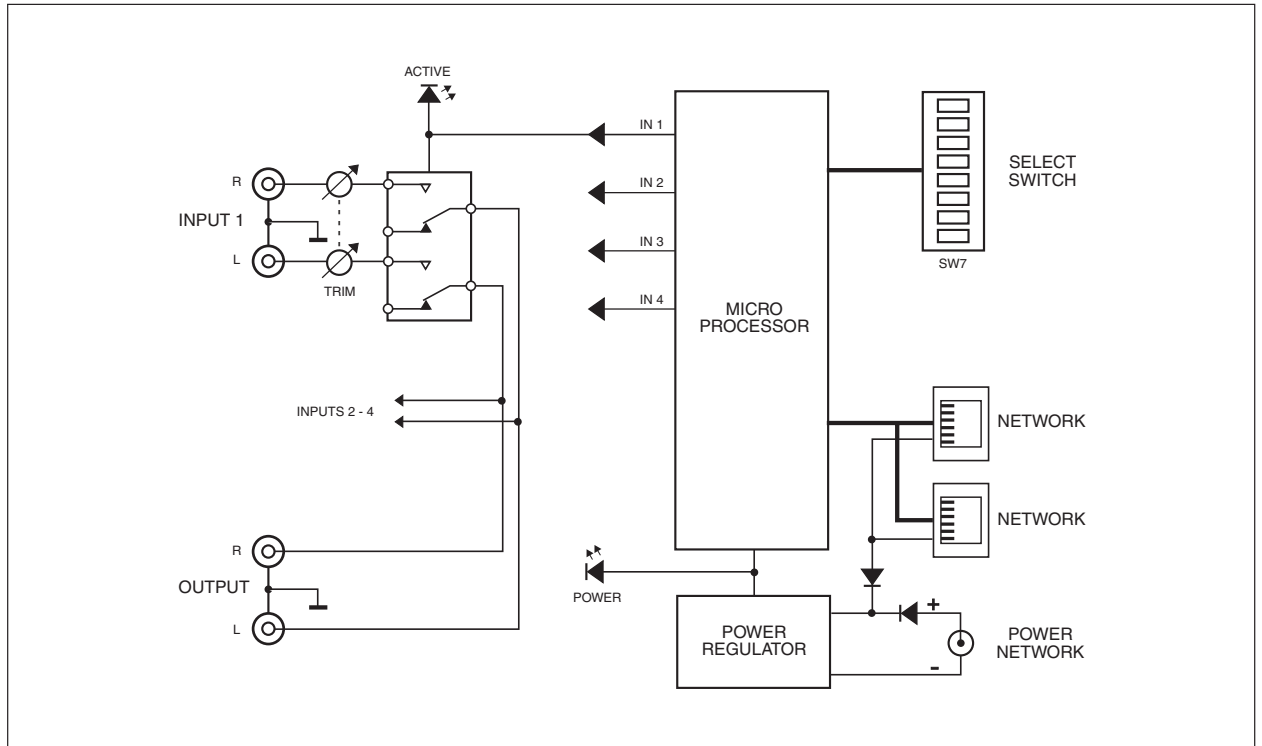 ACTIVE
IN 1
IN 2
IN 3
IN 4
R
INPUT 1
L
TRIM
INPUTS 2 - 4
R
OUTPUT
L
MICRO
PROCESSOR
SELECT
SWITCH
SW7
NETWORK
NETWORK
POWER
POWER
REGULATOR
+
-
POWER
NETWORK